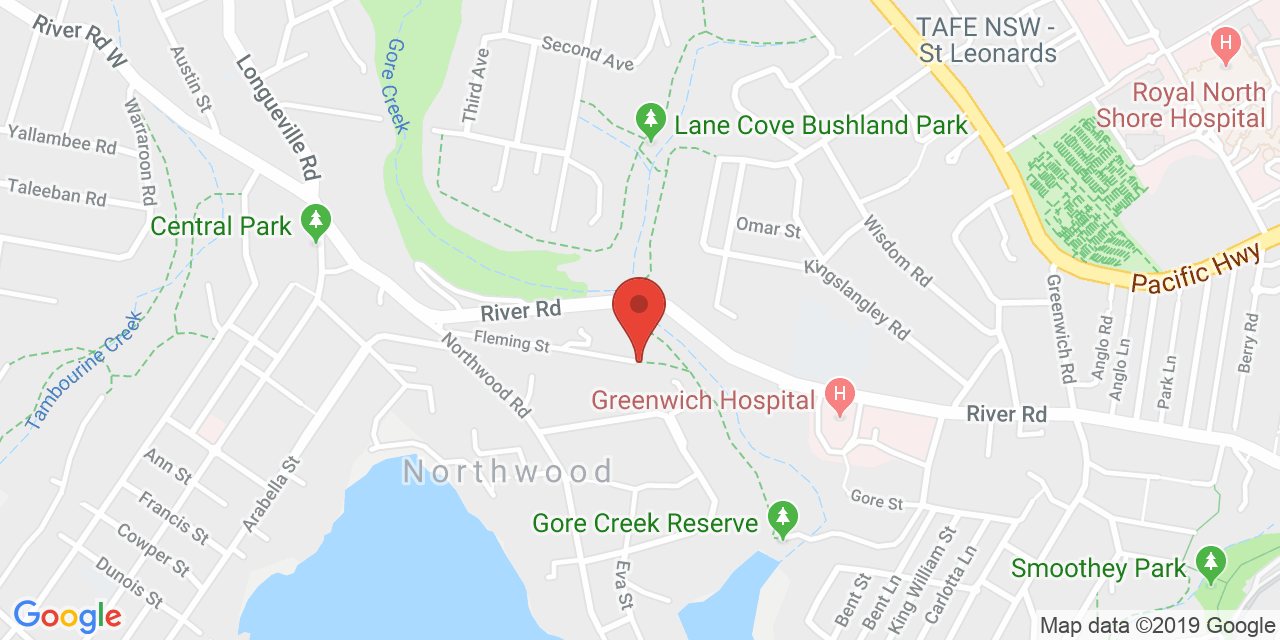 River Rd W
Austin St
Longueville Rd
Gore Creek
Third Ave
Second Ave
TAFE NSW -
St Leonards
H
Royal North
Shore Hospital
Lane Cove Bushland Park
Yallambee Rd
Warraroon Rd
Taleeban Rd
Central Park
Omar St
Wisdom Rd
Kingslangley Rd
Pacific Hwy
Greenwich Rd
Anglo Rd
Anglo Ln
Park Ln
Berry Rd
River Rd
Fleming St
Northwood Rd
Tambourine Creek
Greenwich Hospital
H
River Rd
Northwood
Ann St
Francis St
Cowper St
Dunois St
Arabella St
Gore St
Gore Creek Reserve
Eva St
Bent St
Bent Ln
King William St
Carlotta Ln
Smoothey Park
Google
Map data ©2019 Google